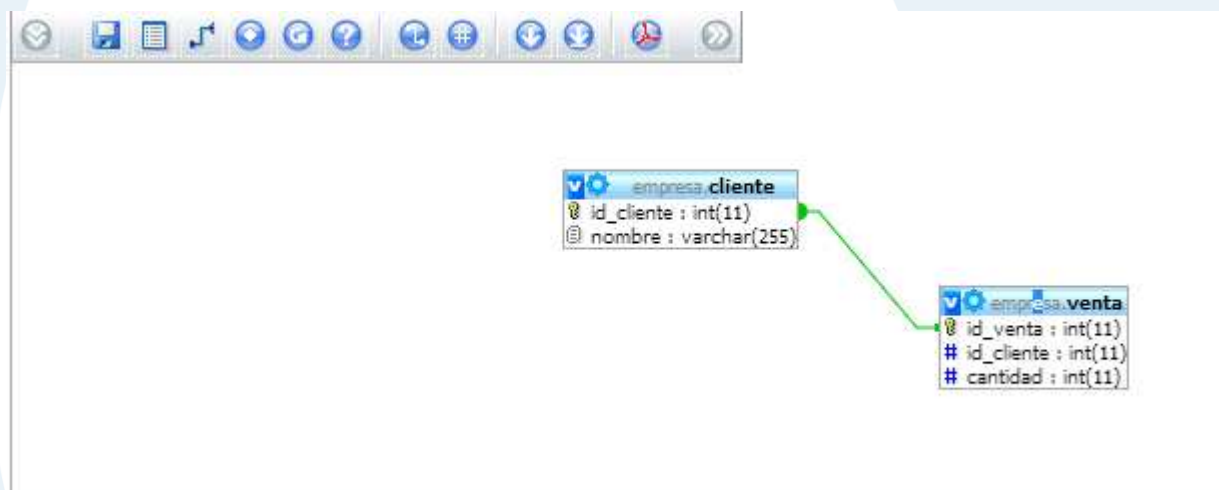 empresa.cliente
id_cliente : int(11)
nombre : varchar(255)
empresa.venta
id_venta : int(11)
# id_cliente : int(11)
# cantidad : int(11)